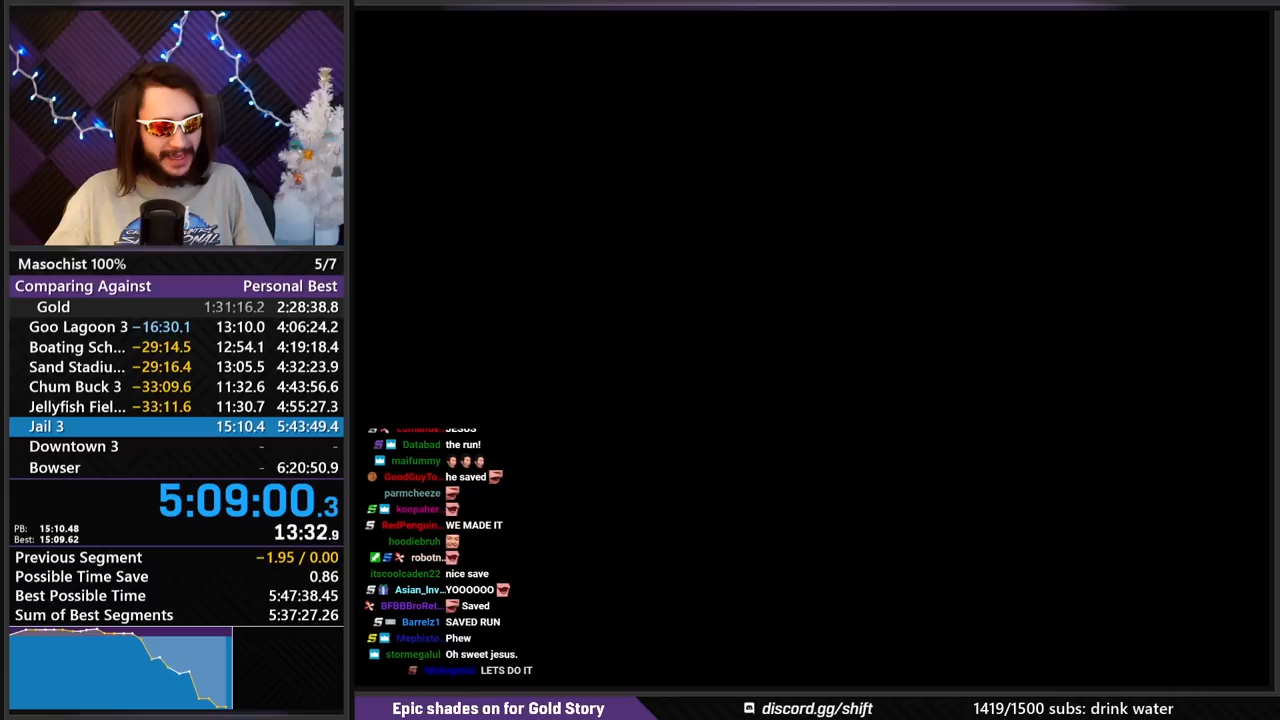 Masochist 100% 5/7
Comparing Against Personal Best
Gold 1:31:16.2 2:28:38.8
Goo Lagoon 3 −16:30.1 13:10.0 4:06:24.2
Boating Sch... −29:14.5 12:54.1 4:19:18.4
Sand Stadiu... −29:16.4 13:05.5 4:32:23.9
Chum Buck 3 −33:09.6 11:32.6 4:43:56.6
Jellyfish Fiel... −33:11.6 11:30.7 4:55:27.3
Jail 3 15:10.4 5:43:49.4
Downtown 3 - -
Bowser - 6:20:50.9
5:09:00.3
PB: 15:10.48
Best: 15:09.62
13:32.9
Previous Segment −1.95 / 0.00
Possible Time Save 0.86
Best Possible Time 5:47:38.45
Sum of Best Segments 5:37:27.26
JESUS
Databad the run!
maifummy
GoodGuyTo... he saved
parmcheeze
koopaher...
RedPenguin... WE MADE IT
hoodiebruh
robotn...
itscoolcaden22 nice save
Asian_Inv... YOOOOOO
BFBBBroRet... Saved
Barrelz1 SAVED RUN
Mephisto... Phew
stormegalul Oh sweet jesus.
LETS DO IT
Epic shades on for Gold Story
discord.gg/shift
1419/1500 subs: drink water